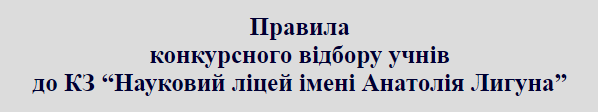 Правила
конкурсного відбору учнів
до КЗ “Науковий ліцей імені Анатолія Лигуна”